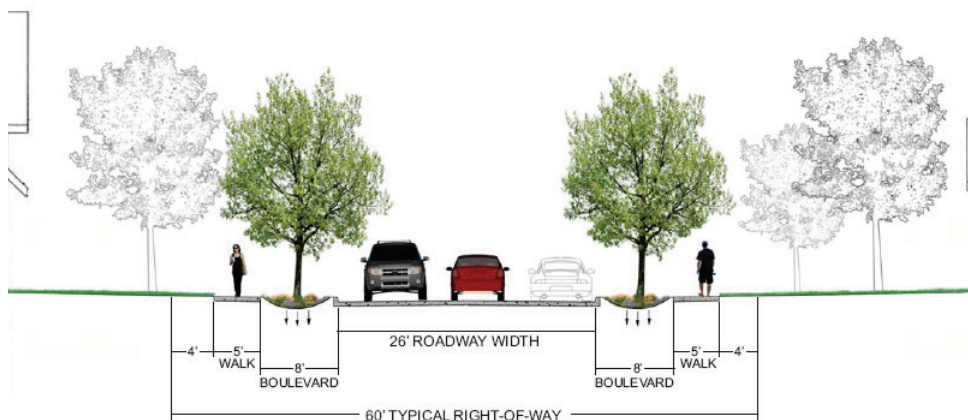 26' ROADWAY WIDTH
4'
5'
WALK
8'
BOULEVARD
8'
BOULEVARD
5'
WALK
4'
60' TYPICAL RIGHT-OF-WAY